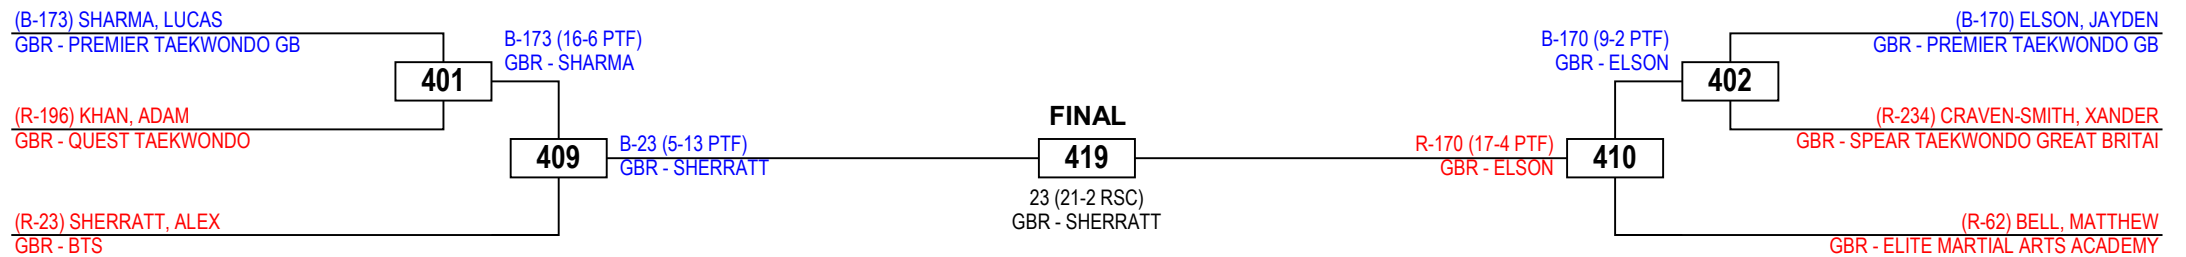 (B-173) SHARMA, LUCAS
GBR - PREMIER TAEKWONDO GB
B-173 (16-6 PTF)
GBR - SHARMA
401
(R-196) KHAN, ADAM
GBR - QUEST TAEKWONDO
409
B-23 (5-13 PTF)
GBR - SHERRATT
(R-23) SHERRATT, ALEX
GBR - BTS
FINAL
419
23 (21-2 RSC)
GBR - SHERRATT
(B-170) ELSON, JAYDEN
GBR - PREMIER TAEKWONDO GB
B-170 (9-2 PTF)
GBR - ELSON
402
(R-234) CRAVEN-SMITH, XANDER
GBR - SPEAR TAEKWONDO GREAT BRITAI
R-170 (17-4 PTF)
GBR - ELSON
410
(R-62) BELL, MATTHEW
GBR - ELITE MARTIAL ARTS ACADEMY